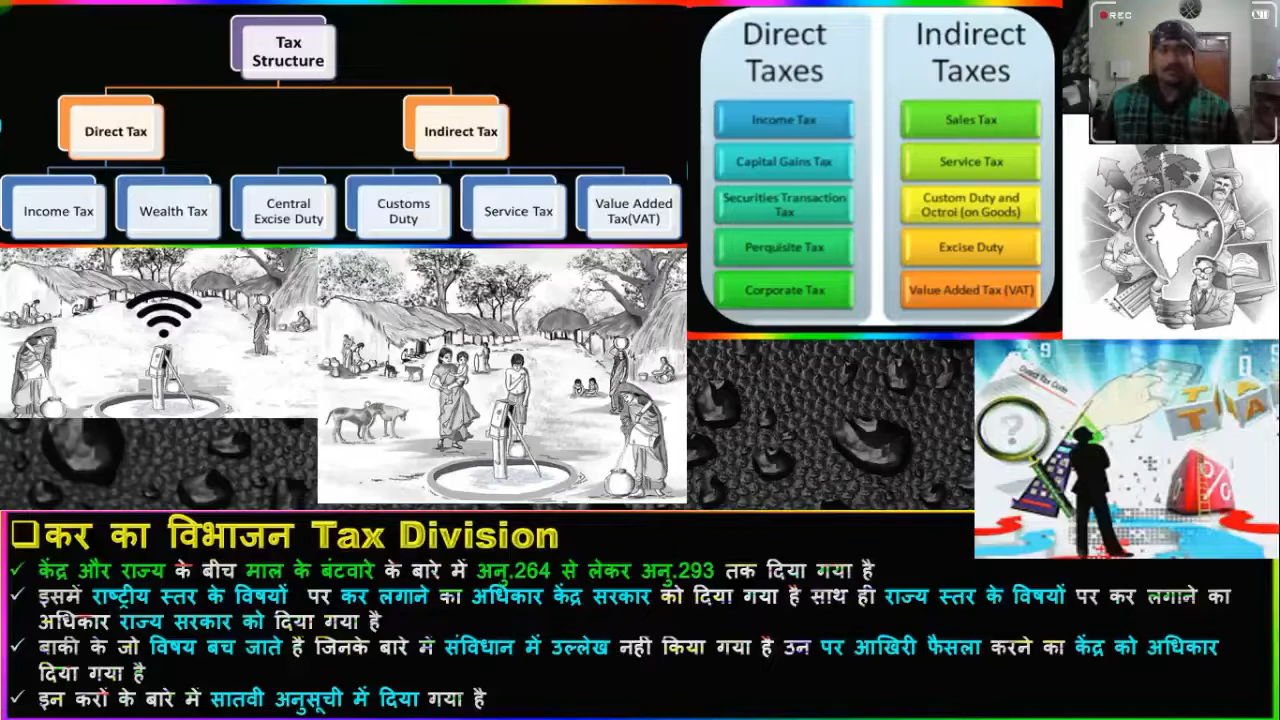 Tax
Structure
Direct Tax
Indirect Tax
Income Tax
Wealth Tax
Central
Excise Duty
Customs
Duty
Service Tax
Value Added
Tax(VAT)
Direct
Taxes
Income Tax
Capital Gains Tax
Securities Transaction
Tax
Perquisite Tax
Corporate Tax
Indirect
Taxes
Sales Tax
Service Tax
Custom Duty and
Octroi (on Goods)
Excise Duty
Value Added Tax (VAT)
REC
कर का विभाजन Tax Division
केंद्र और राज्य के बीच माल के बंटवारे के बारे में अनु.264 से लेकर अनु.293 तक दिया गया है
इसमें राष्ट्रीय स्तर के विषयों पर कर लगाने का अधिकार केंद्र सरकार को दिया गया है साथ ही राज्य स्तर के विषयों पर कर लगाने का
अधिकार राज्य सरकार को दिया गया है
बाकी के जो विषय बच जाते हैं जिनके बारे में संविधान में उल्लेख नहीं किया गया है उन पर आखिरी फैसला करने का केंद्र को अधिकार
दिया गया है
इन करों के बारे में सातवी अनुसूची में दिया गया है